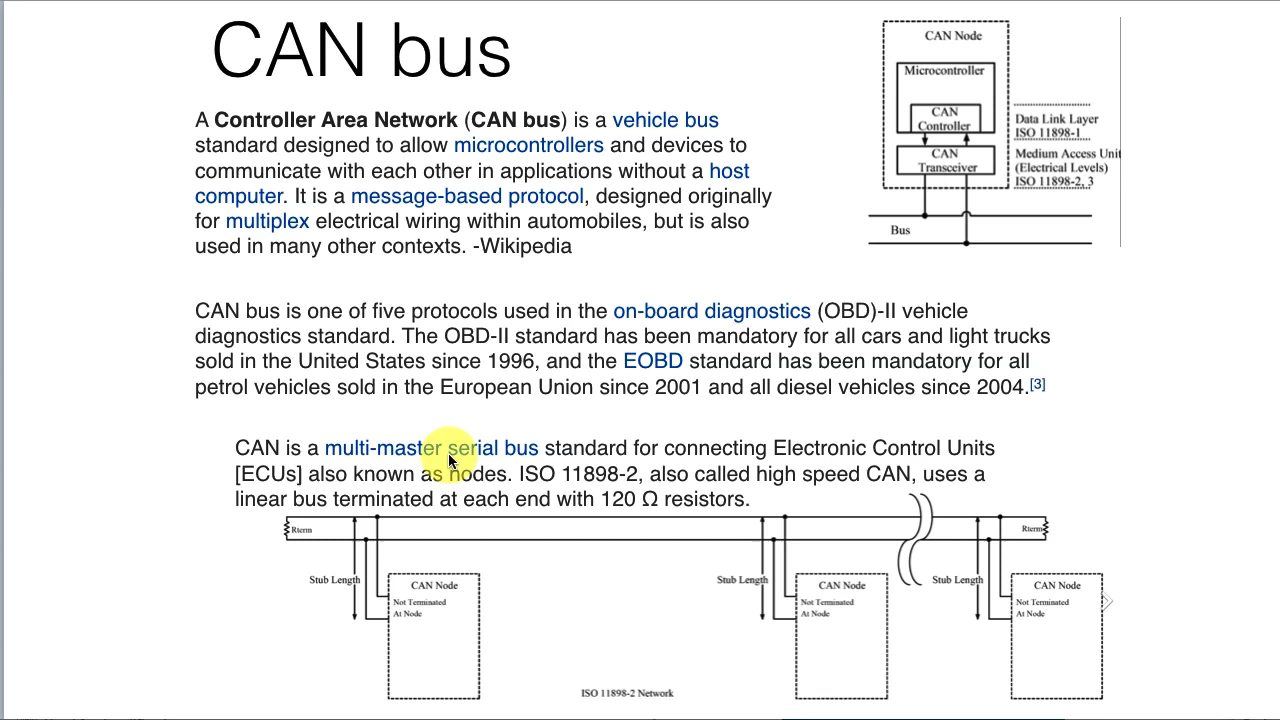 CAN bus
A Controller Area Network (CAN bus) is a vehicle bus
standard designed to allow microcontrollers and devices to
communicate with each other in applications without a host
computer. It is a message-based protocol, designed originally
for multiplex electrical wiring within automobiles, but is also
used in many other contexts. -Wikipedia
CAN Node
Microcontroller
CAN
Controller
CAN
Transceiver
Data Link Layer
ISO 11898-1
Medium Access Unit
(Electrical Levels)
ISO 11898-2, 3
Bus
CAN bus is one of five protocols used in the on-board diagnostics (OBD)-II vehicle
diagnostics standard. The OBD-II standard has been mandatory for all cars and light trucks
sold in the United States since 1996, and the EOBD standard has been mandatory for all
petrol vehicles sold in the European Union since 2001 and all diesel vehicles since 2004.[3]
CAN is a multi-master serial bus standard for connecting Electronic Control Units
[ECUs] also known as nodes. ISO 11898-2, also called high speed CAN, uses a
linear bus terminated at each end with 120 Ω resistors.
Rterm
Rterm
Stub Length
CAN Node
Not Terminated
At Node
Stub Length
CAN Node
Not Terminated
At Node
Stub Length
CAN Node
Not Terminated
At Node
ISO 11898-2 Network